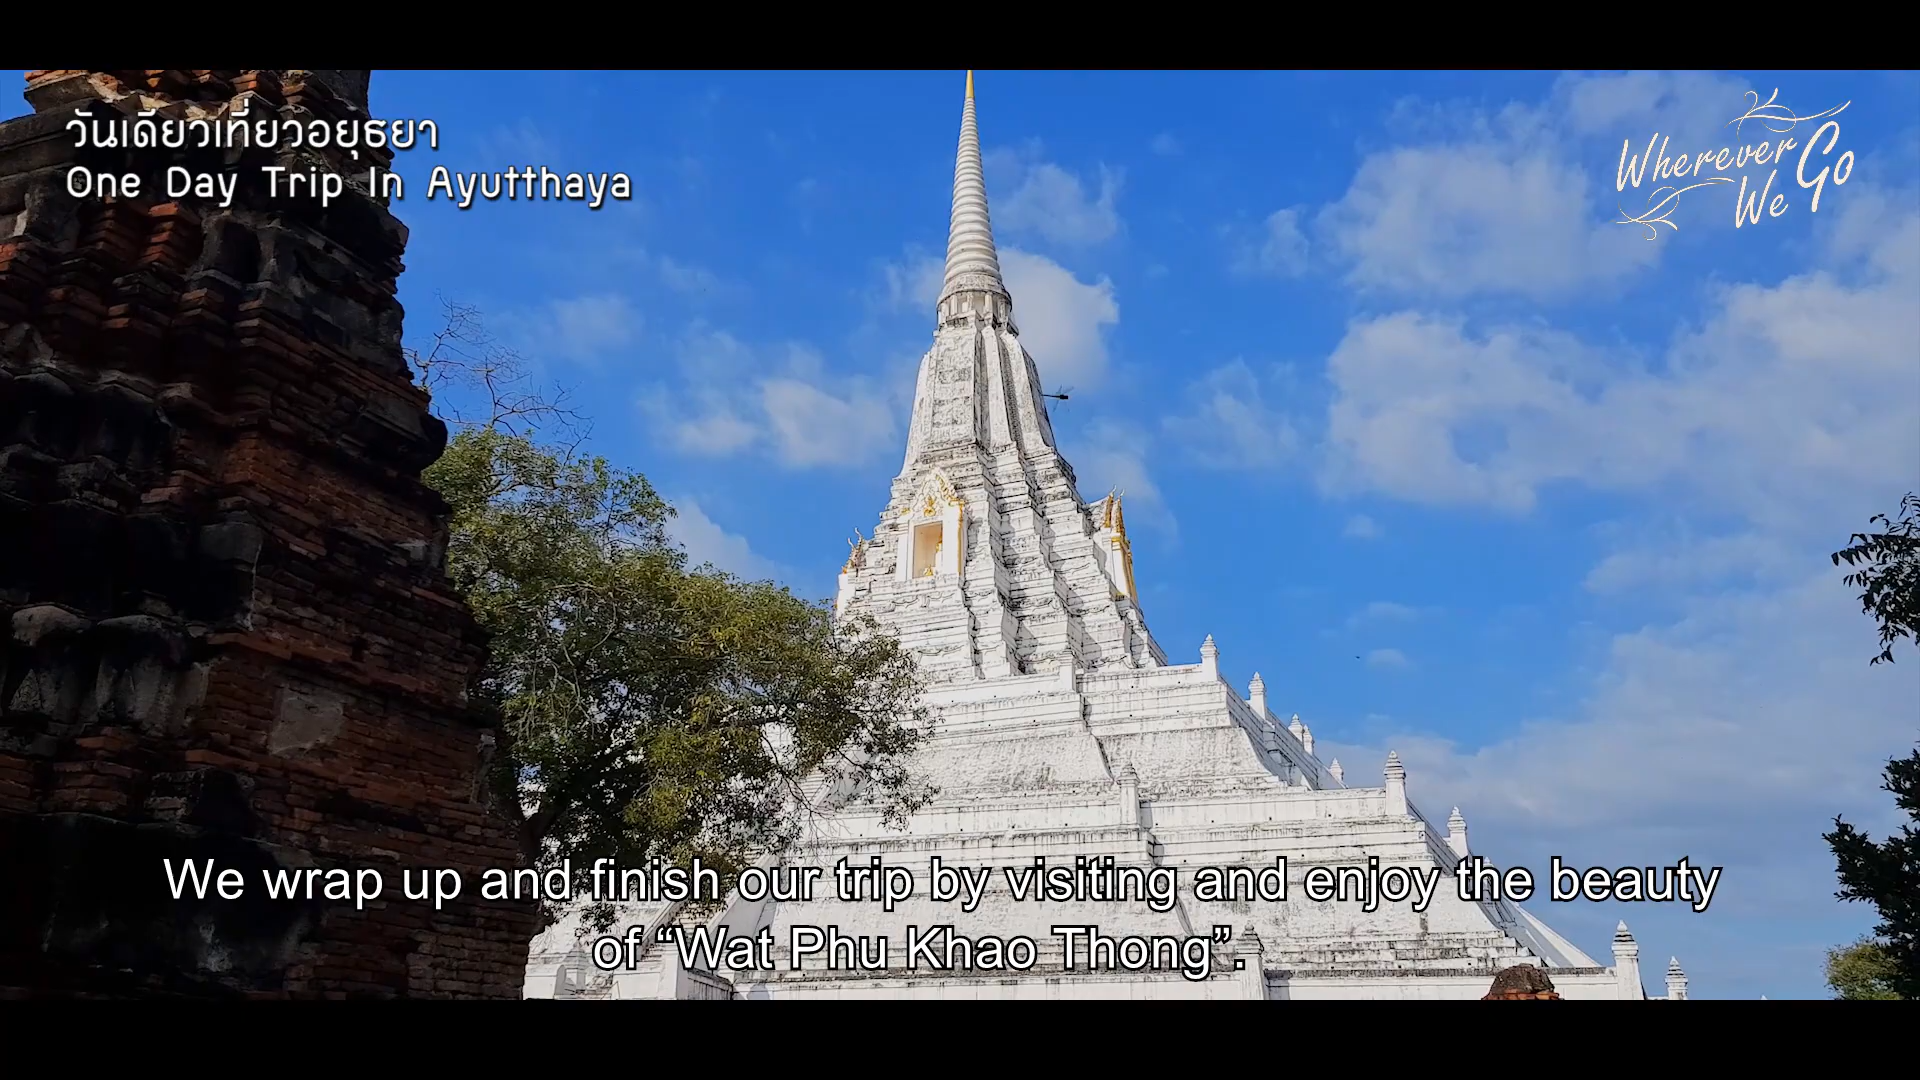 วันเดียวเที่ยวอยุธยา
One Day Trip In Ayutthaya
Wherever
We Go
We wrap up and finish our trip by visiting and enjoy the beauty
of “Wat Phu Khao Thong”.